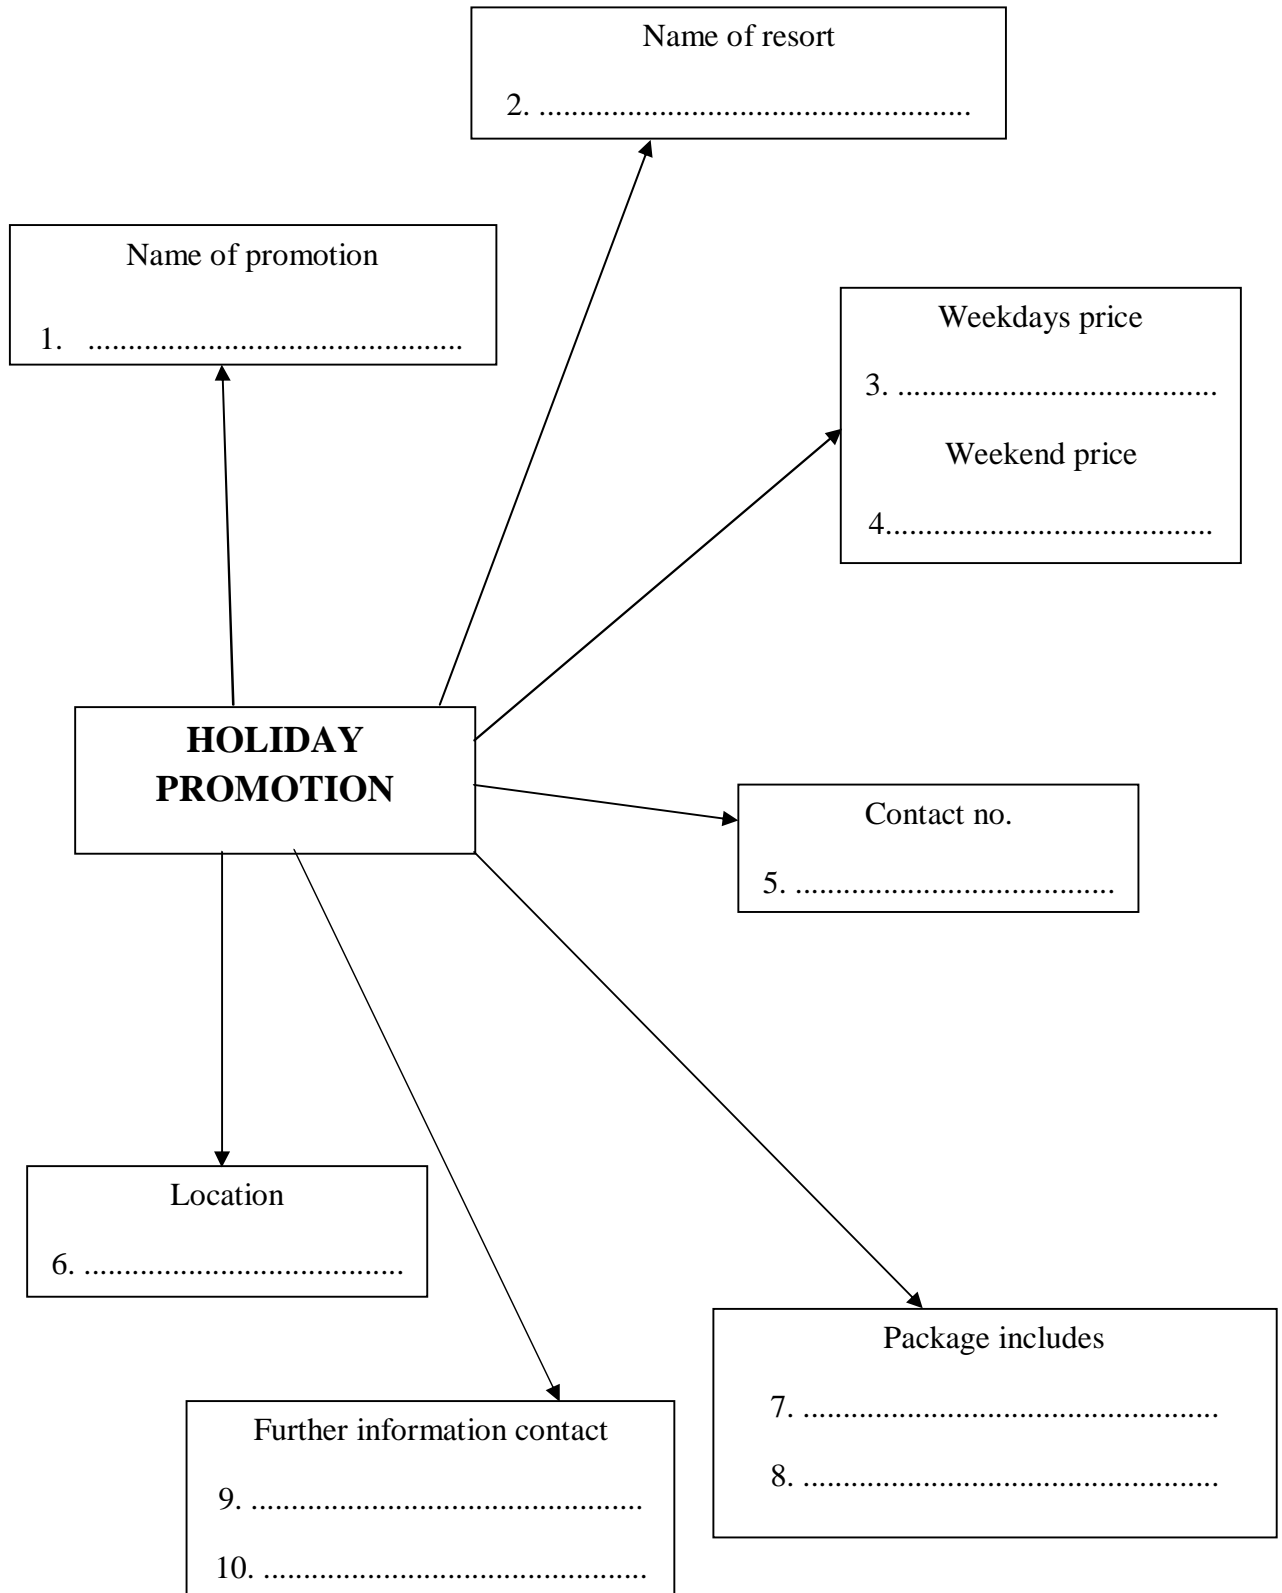 Name of resort
2. .....................................................
Name of promotion
1. ..............................................
Weekdays price
3. .......................................
Weekend price
4........................................
HOLIDAY
PROMOTION
Contact no.
5. .......................................
Location
6. .......................................
Package includes
7. ...................................................
8. ...................................................
Further information contact
9. ................................................
10. ...............................................